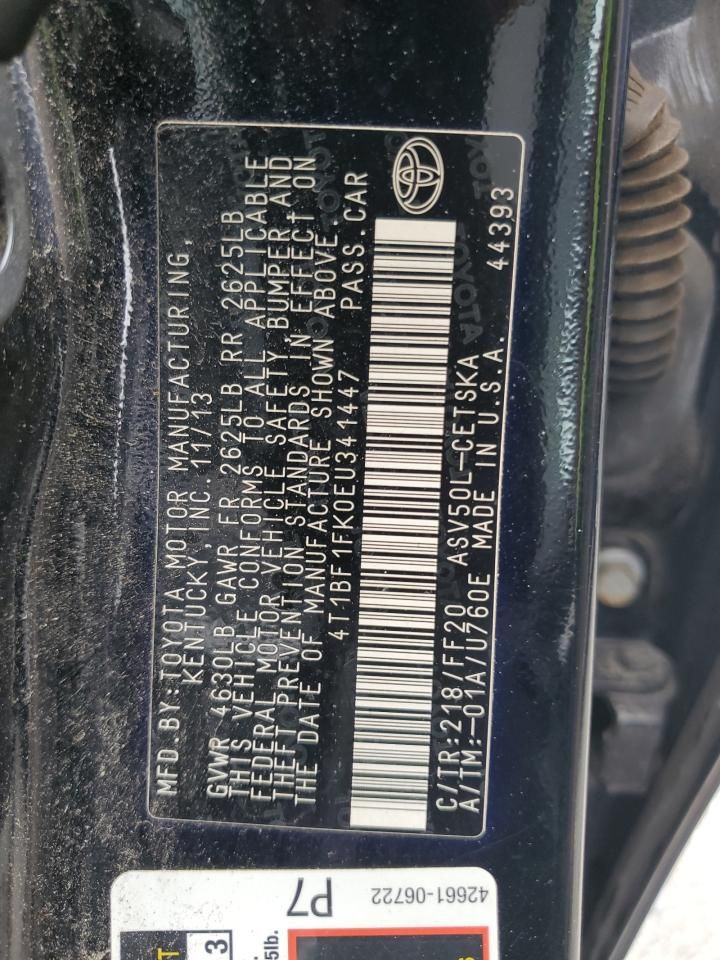 MFD.BY:TOYOTA MOTOR MANUFACTURING,
KENTUCKY, INC. 11/13
GVWR 4630LB GAWR FR 2625LB RR 2625LB
THIS VEHICLE CONFORMS TO ALL APPLICABLE
FEDERAL MOTOR VEHICLE SAFETY, BUMPER AND
THEFT PREVENTION STANDARDS IN EFFECT ON
THE DATE OF MANUFACTURE SHOWN ABOVE.
4T1BF1FK0EU341447 PASS.CAR
C/TR:218/FF20 ASV50L-CETSKA
A/TM:-01A/U760E MADE IN U.S.A. 44393
TOYOTA
P7
42661-06722
3
5lb.